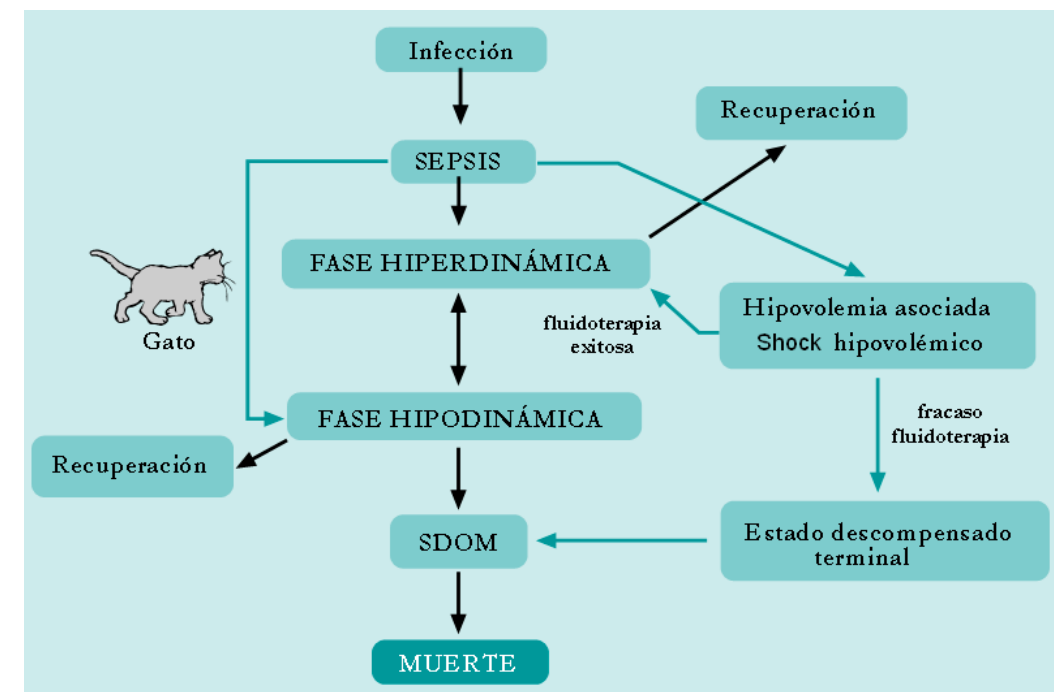 Infección
Recuperación
SEPSIS
FASE HIPERDINÁMICA
Hipovolemia asociada
Shock hipovolémico
fluidoterapia
exitosa
Gato
FASE HIPODINÁMICA
fracaso
fluidoterapia
Recuperación
SDOM
Estado descompensado
terminal
MUERTE